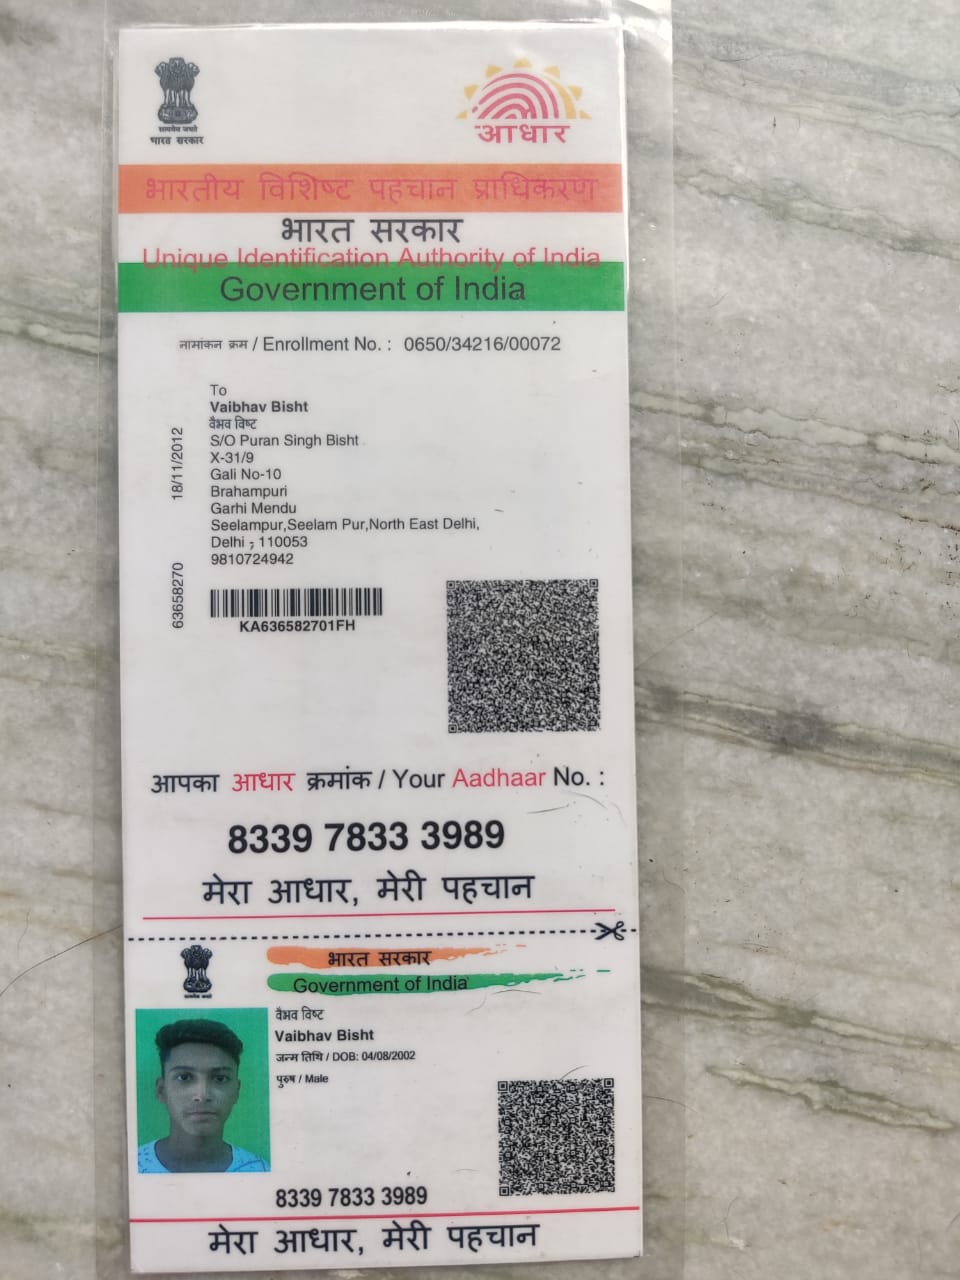 सत्यमेव जयते
भारत सरकार
आधार
भारतीय विशिष्ट पहचान प्राधिकरण
भारत सरकार
Unique Identification Authority of India
Government of India
नामांकन क्रम / Enrollment No. : 0650/34216/00072
To
Vaibhav Bisht
वैभव विष्ट
S/O Puran Singh Bisht
X-31/9
Gali No-10
Brahampuri
Garhi Mendu
Seelampur,Seelam Pur,North East Delhi,
Delhi - 110053
9810724942
18/11/2012
63658270
KA636582701FH
आपका आधार क्रमांक / Your Aadhaar No. :
8339 7833 3989
मेरा आधार, मेरी पहचान
सत्यमेव जयते
भारत सरकार
Government of India
वैभव विष्ट
Vaibhav Bisht
जन्म तिथि / DOB: 04/08/2002
पुरुष / Male
8339 7833 3989
मेरा आधार, मेरी पहचान